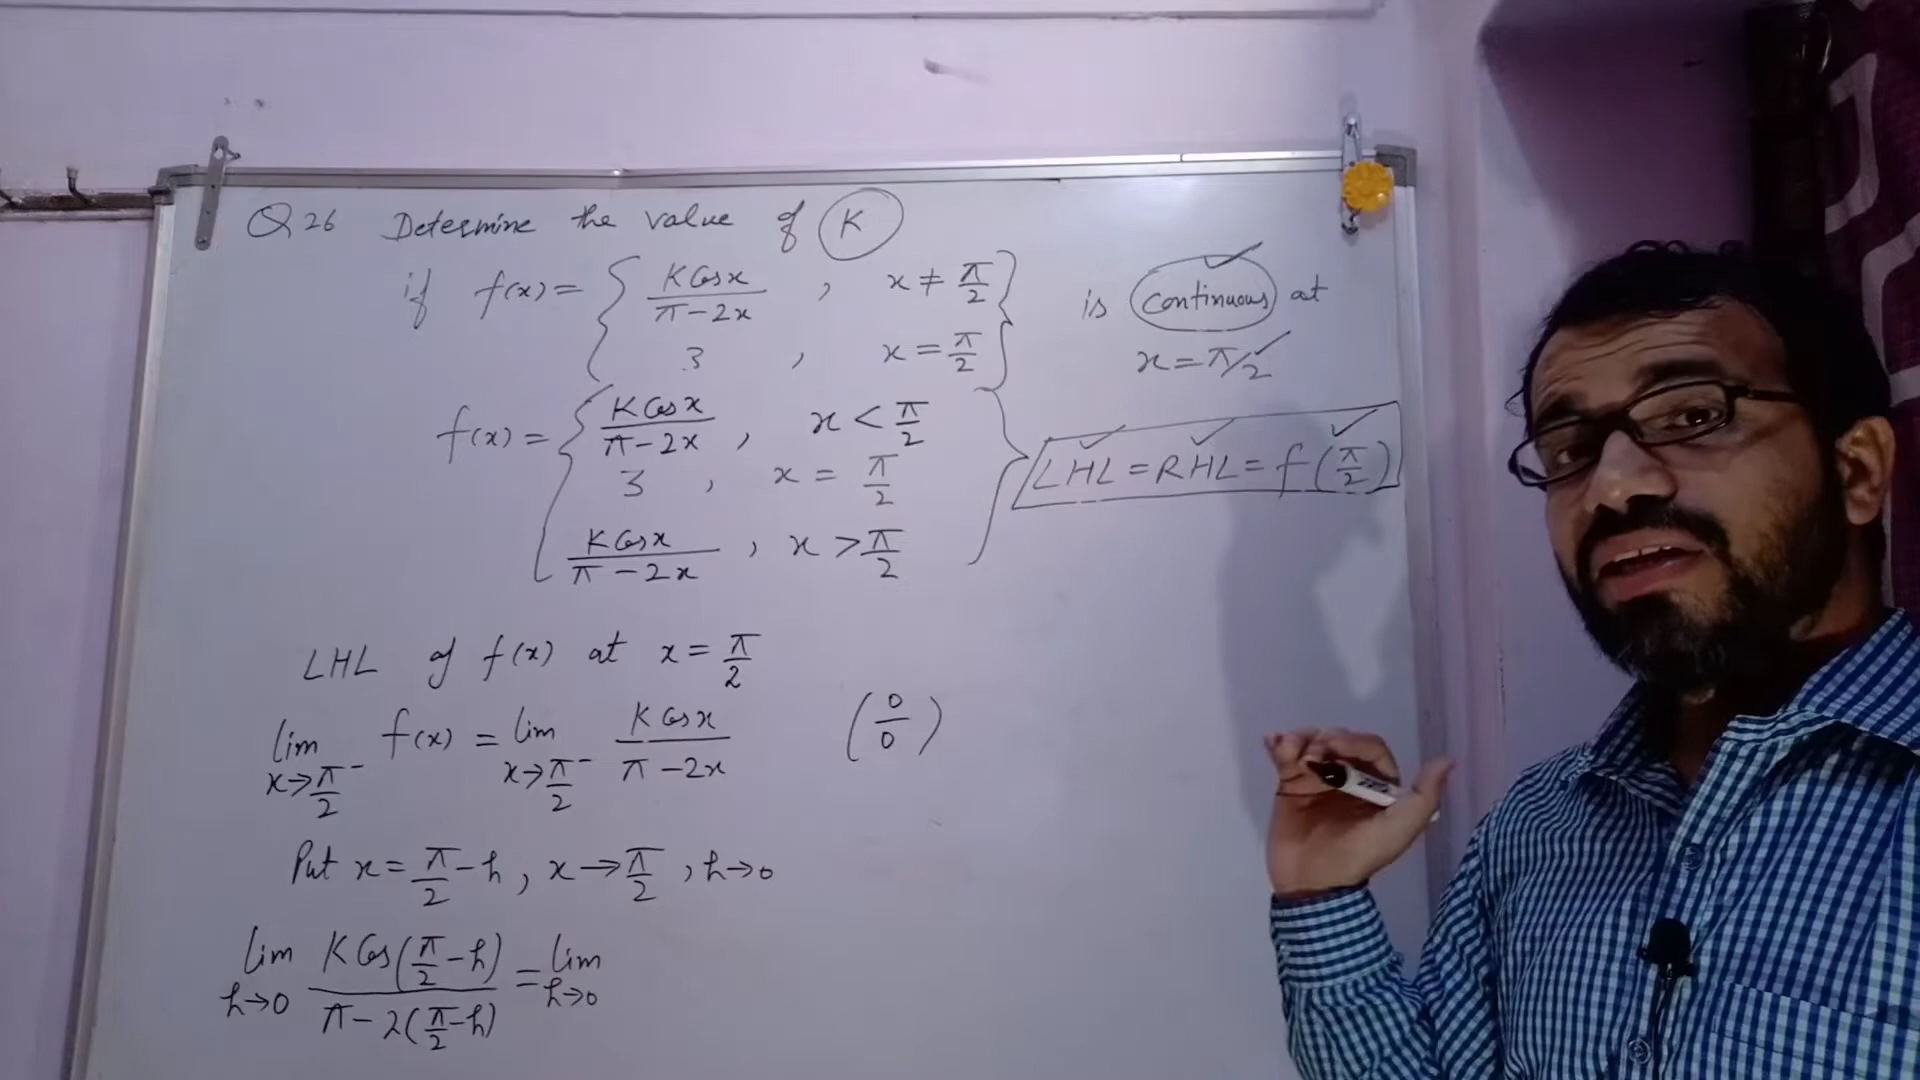 Q 26 Determine the value of K
if f(x) = { K Cos x / π - 2x , x ≠ π/2 } is continuous at
3 , x = π/2 x = π/2
f(x) = { K Cos x / π - 2x , x < π/2
3 , x = π/2 LHL = RHL = f(π/2)
K Cos x / π - 2x , x > π/2
LHL of f(x) at x = π/2
lim x→π/2⁻ f(x) = lim x→π/2⁻ K Cos x / π - 2x (0/0)
Put x = π/2 - h , x → π/2 , h→0
lim h→0 K Cos(π/2 - h) / π - 2(π/2 - h) = lim h→0